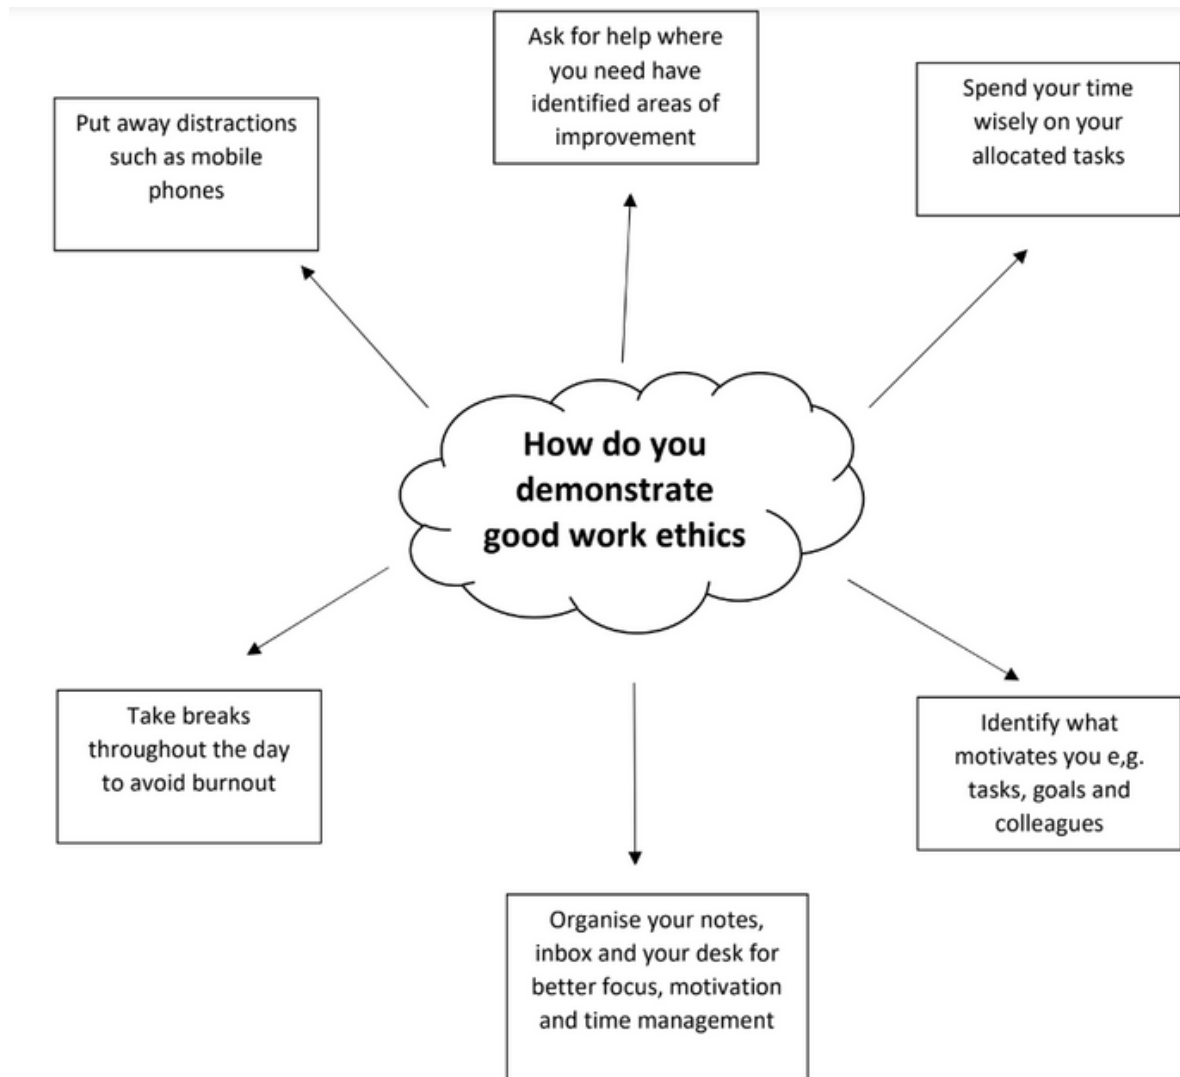 Ask for help where
you need have
identified areas of
improvement
Put away distractions
such as mobile
phones
Spend your time
wisely on your
allocated tasks
How do you
demonstrate
good work ethics
Take breaks
throughout the day
to avoid burnout
Identify what
motivates you e,g.
tasks, goals and
colleagues
Organise your notes,
inbox and your desk for
better focus, motivation
and time management